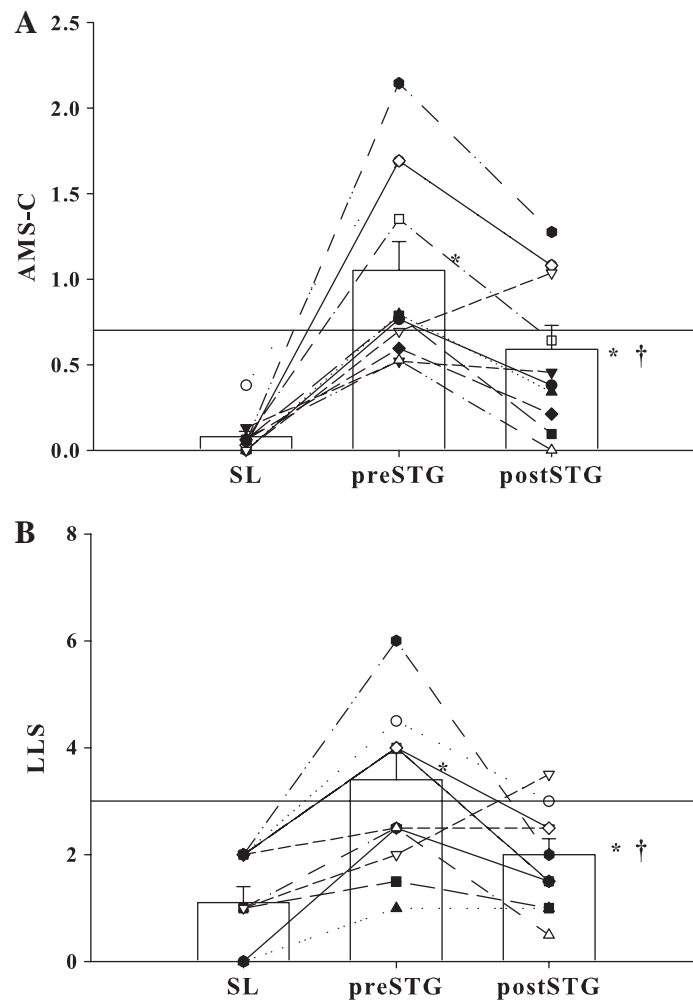 A
2.5
2.0
1.5
1.0
0.5
0.0
AMS-C
*
* †
SL preSTG postSTG
B
8
6
4
2
0
LLS
*
* †
SL preSTG postSTG